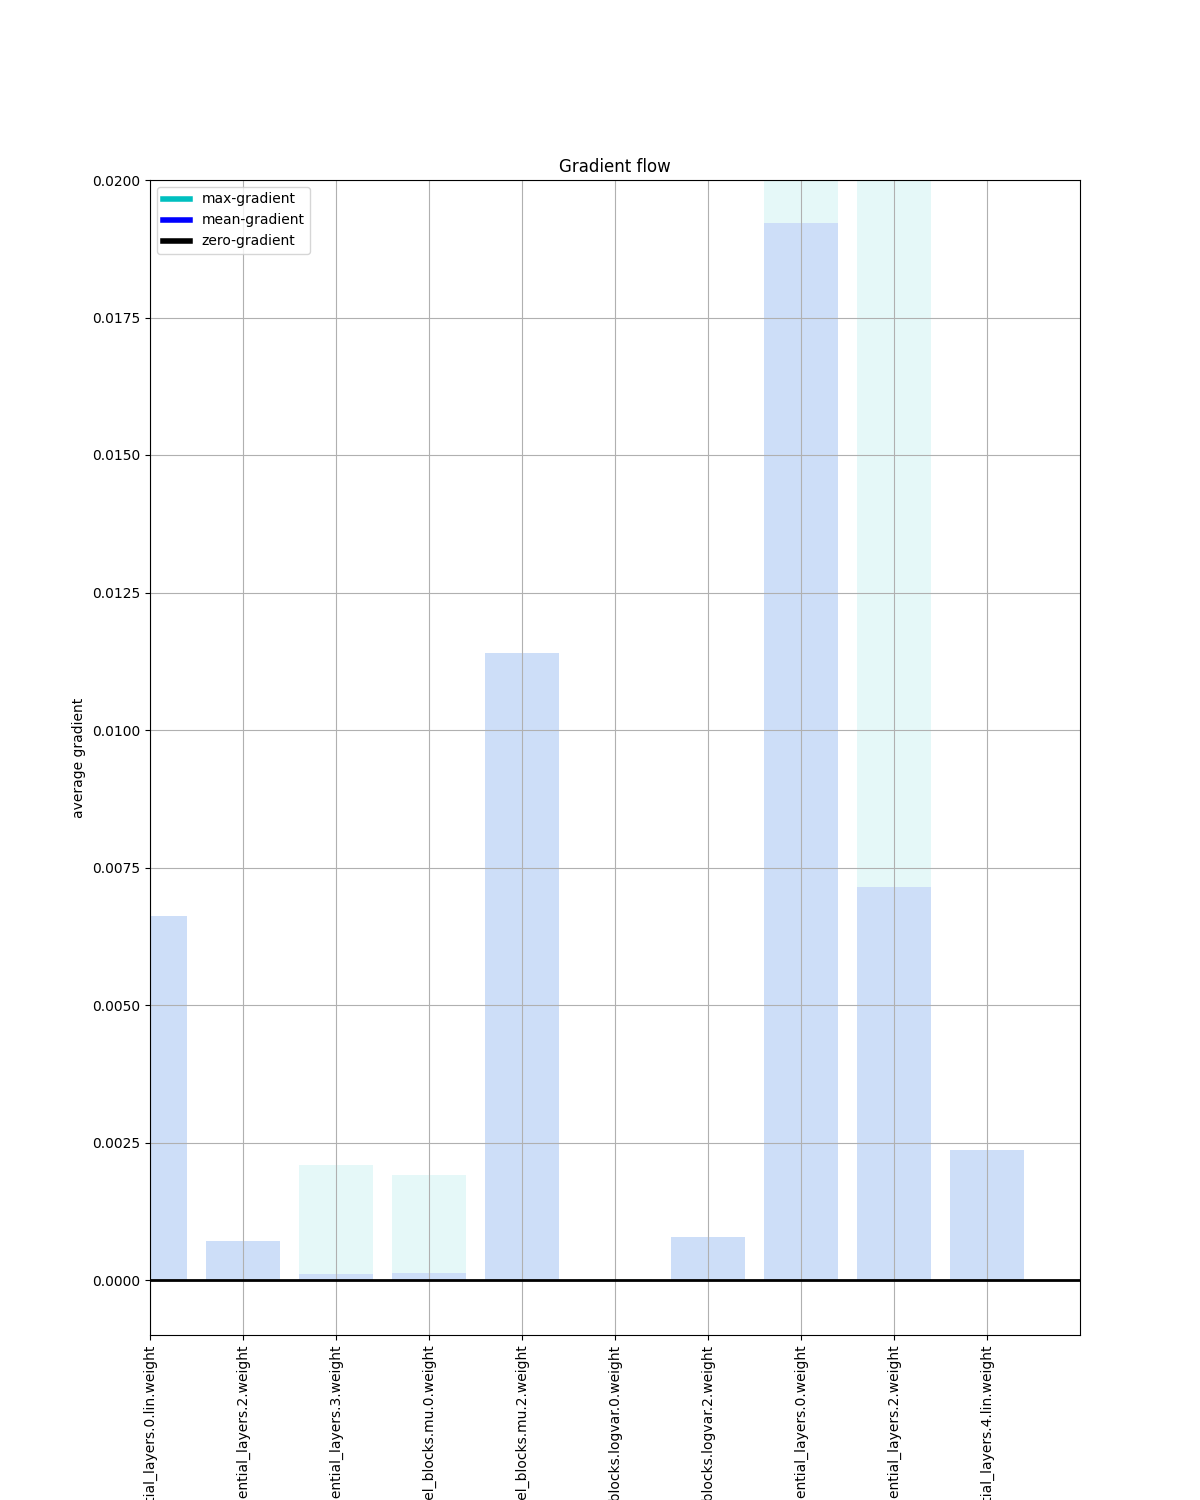 Gradient flow
max-gradient
mean-gradient
zero-gradient
0.0200
0.0175
0.0150
0.0125
0.0100
0.0075
0.0050
0.0025
0.0000
average gradient
tial_layers.0.lin.weight
ential_layers.2.weight
ential_layers.3.weight
el_blocks.mu.0.weight
el_blocks.mu.2.weight
blocks.logvar.0.weight
blocks.logvar.2.weight
ential_layers.0.weight
ential_layers.2.weight
tial_layers.4.lin.weight